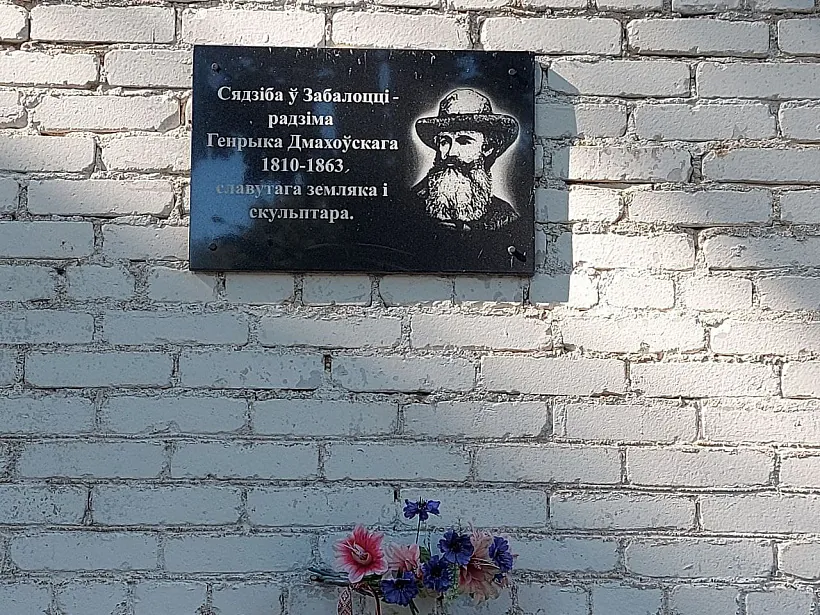 Сядзіба ў Забалоцці -
радзіма
Генрыка Дмахоўскага
1810-1863,
славутага земляка і
скульптара.